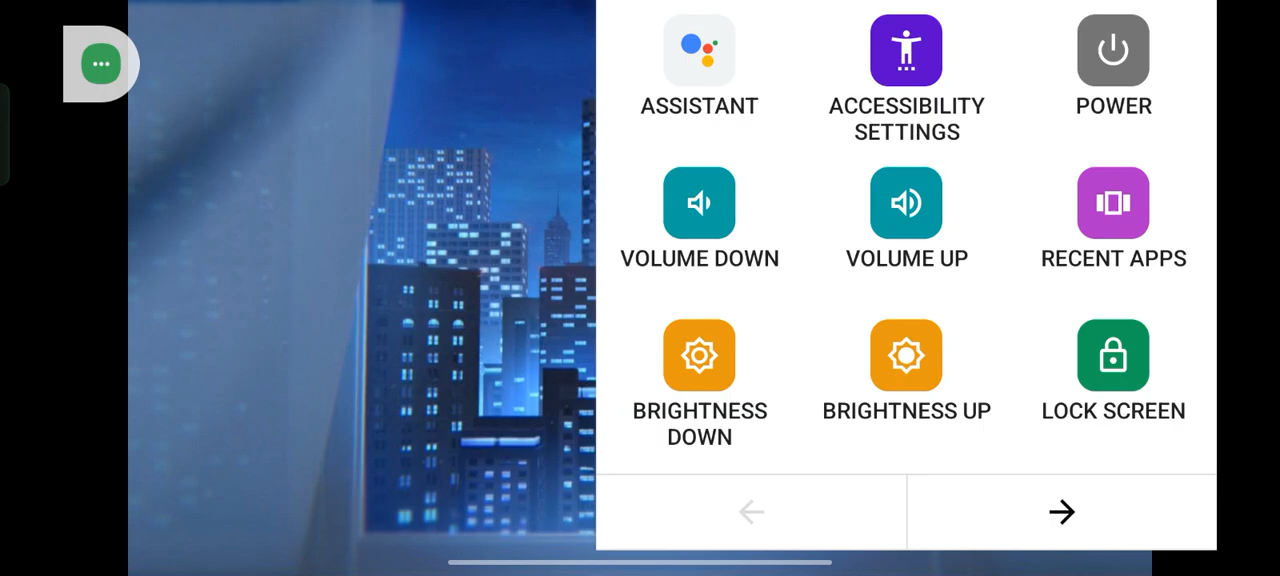 ASSISTANT
ACCESSIBILITY
SETTINGS
POWER
VOLUME DOWN
VOLUME UP
RECENT APPS
BRIGHTNESS
DOWN
BRIGHTNESS UP
LOCK SCREEN